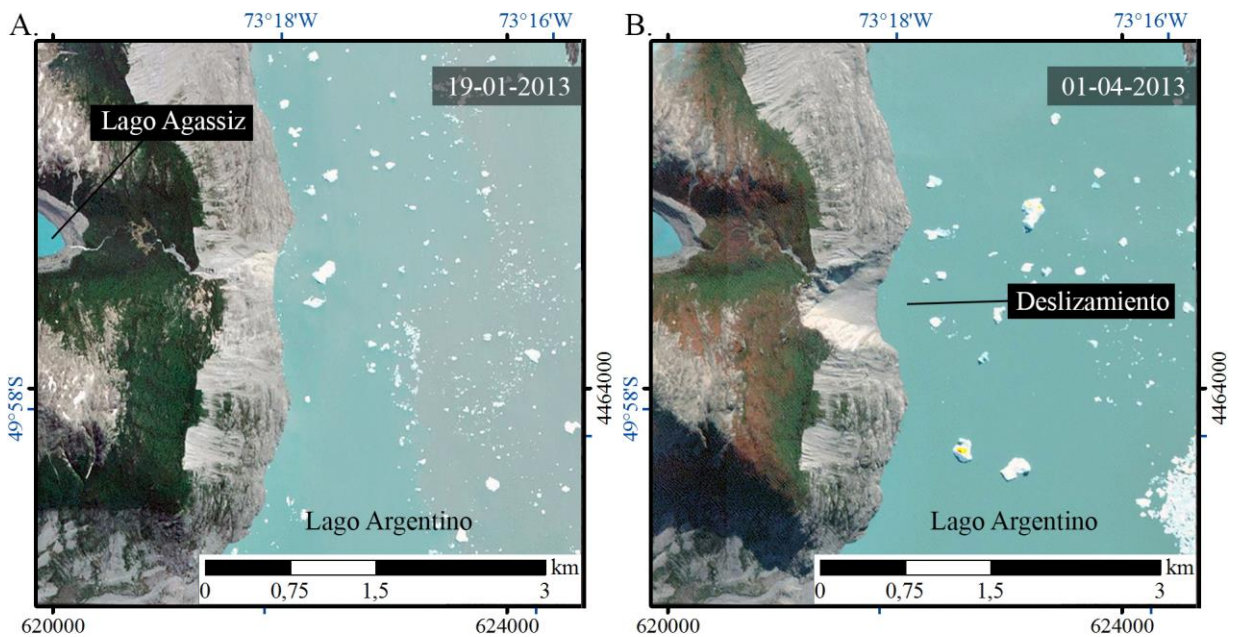 A.
73°18'W
73°16'W
19-01-2013
Lago Agassiz
49°58'S
Lago Argentino
km
0
0,75
1,5
3
620000
624000
B.
73°18'W
73°16'W
01-04-2013
Deslizamiento
4464000
49°58'S
4464000
49°58'S
Lago Argentino
km
0
0,75
1,5
3
620000
624000